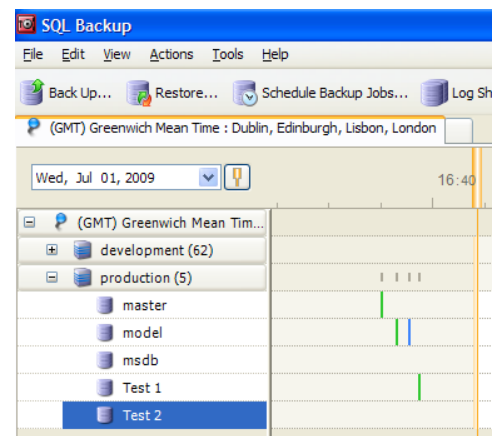 SQL Backup
File Edit View Actions Tools Help
Back Up... Restore... Schedule Backup Jobs... Log Sh
(GMT) Greenwich Mean Time : Dublin, Edinburgh, Lisbon, London
Wed, Jul 01, 2009 16:40
(GMT) Greenwich Mean Tim...
development (62)
production (5)
master
model
msdb
Test 1
Test 2